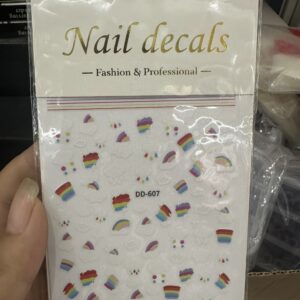 Nail decals
— Fashion & Professional —
DD-607